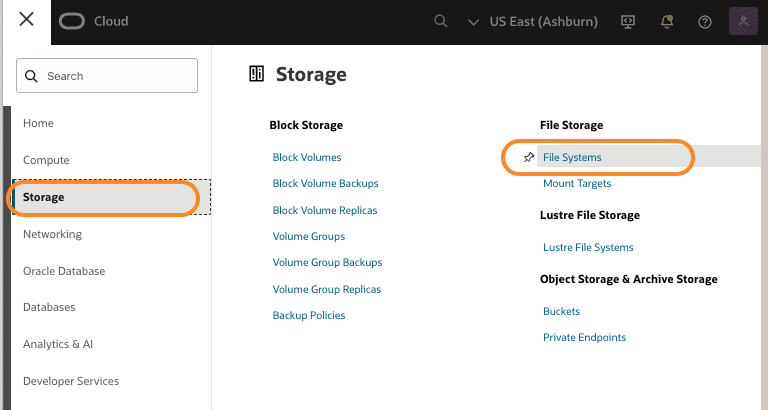 Cloud
US East (Ashburn)
Search
Home
Compute
Storage
Networking
Oracle Database
Databases
Analytics & AI
Developer Services
Storage
Block Storage
Block Volumes
Block Volume Backups
Block Volume Replicas
Volume Groups
Volume Group Backups
Volume Group Replicas
Backup Policies
File Storage
File Systems
Mount Targets
Lustre File Storage
Lustre File Systems
Object Storage & Archive Storage
Buckets
Private Endpoints